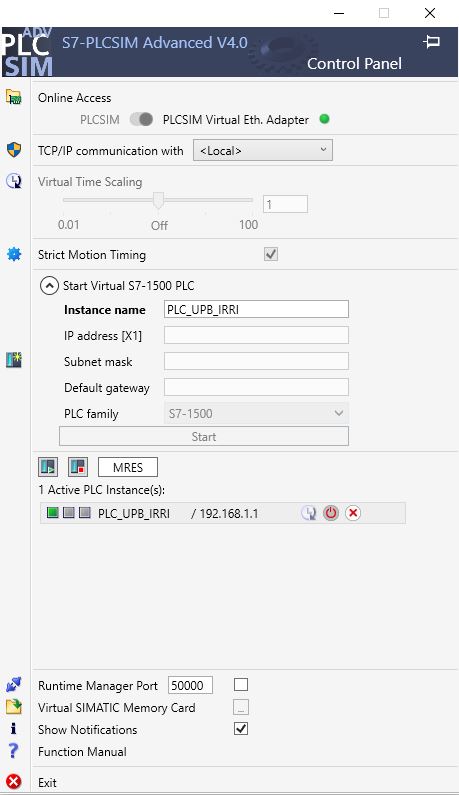 ADV
PLC
SIM
S7-PLCSIM Advanced V4.0
Control Panel
Online Access
PLCSIM PLCSIM Virtual Eth. Adapter
TCP/IP communication with <Local>
Virtual Time Scaling
1
0.01 Off 100
Strict Motion Timing
Start Virtual S7-1500 PLC
Instance name PLC_UPB_IRRI
IP address [X1]
Subnet mask
Default gateway
PLC family S7-1500
Start
MRES
1 Active PLC Instance(s):
PLC_UPB_IRRI / 192.168.1.1
Runtime Manager Port 50000
Virtual SIMATIC Memory Card ...
Show Notifications
Function Manual
Exit